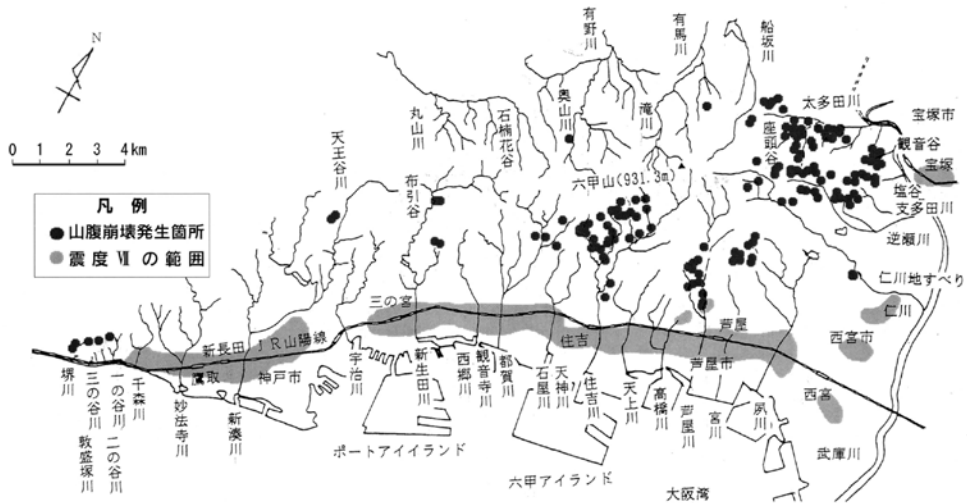 N
0 1 2 3 4km
凡例
山腹崩壊発生箇所
震度Ⅶの範囲
有野川
有馬川
船坂川
丸山川
石楠花谷
奥山川
滝川
太多田川
宝塚市
座頭谷
観音谷
宝塚
天王谷川
布引谷
六甲山(931.3m)
塩谷
支多田川
逆瀬川
仁川地すべり
仁川
三の宮
芦屋
新長田
JR山陽線
住吉
芦屋市
西宮市
鷹取
神戸市
西宮
堺川
三の谷川
一の谷川
千森川
敦盛塚川
二の谷川
妙法寺川
新湊川
宇治川
新生田川
西郷川
観音寺川
都賀川
石屋川
天神川
住吉川
天上川
高橋川
芦屋川
宮川
夙川
武庫川
ポートアイイランド
六甲アイランド
大阪湾